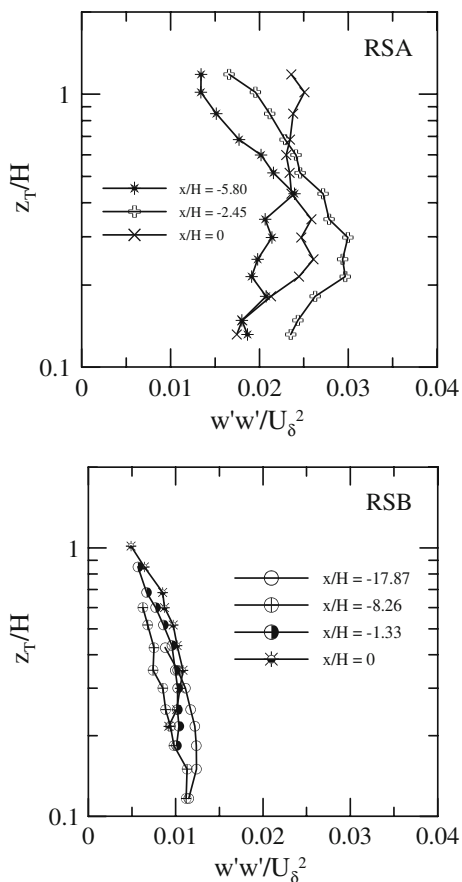 RSA
1
z_T/H
x/H = -5.80
x/H = -2.45
x/H = 0
0.1
0 0.01 0.02 0.03 0.04
w'w'/U_δ^2
RSB
1
z_T/H
x/H = -17.87
x/H = -8.26
x/H = -1.33
x/H = 0
0.1
0 0.01 0.02 0.03 0.04
w'w'/U_δ^2